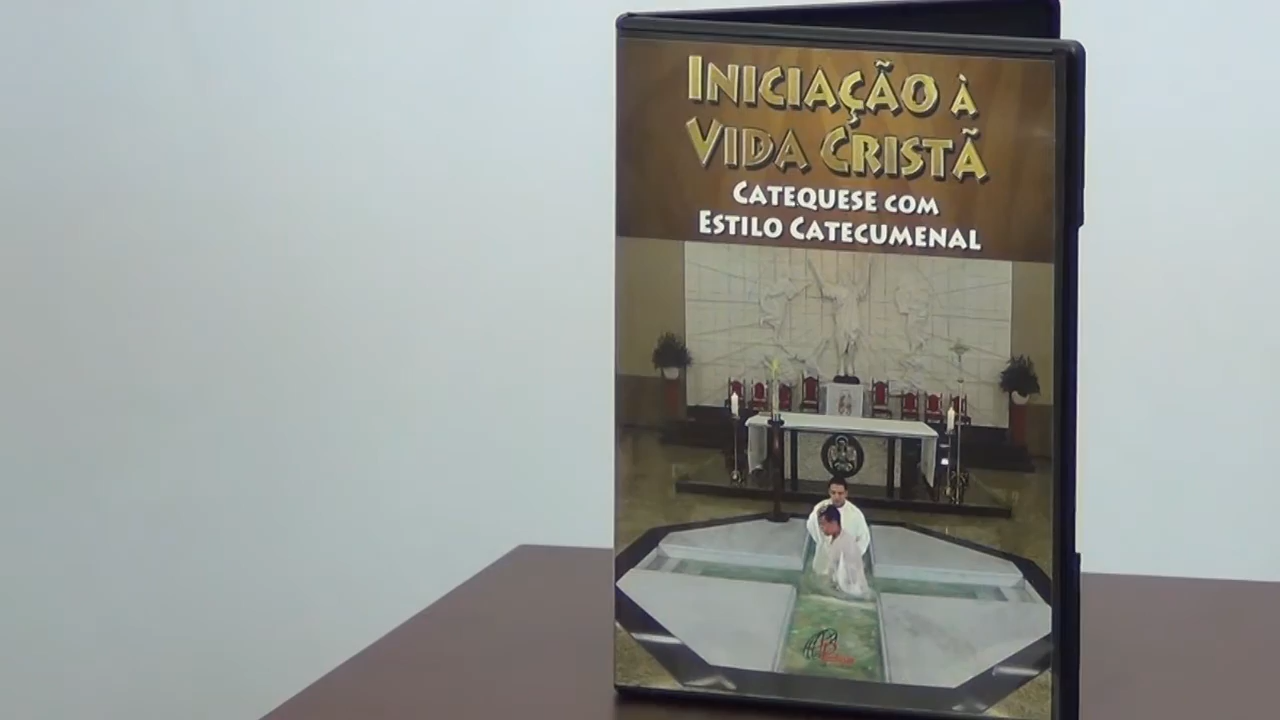 INICIAÇÃO À
VIDA CRISTÃ
CATEQUESE COM
ESTILO CATECUMENAL